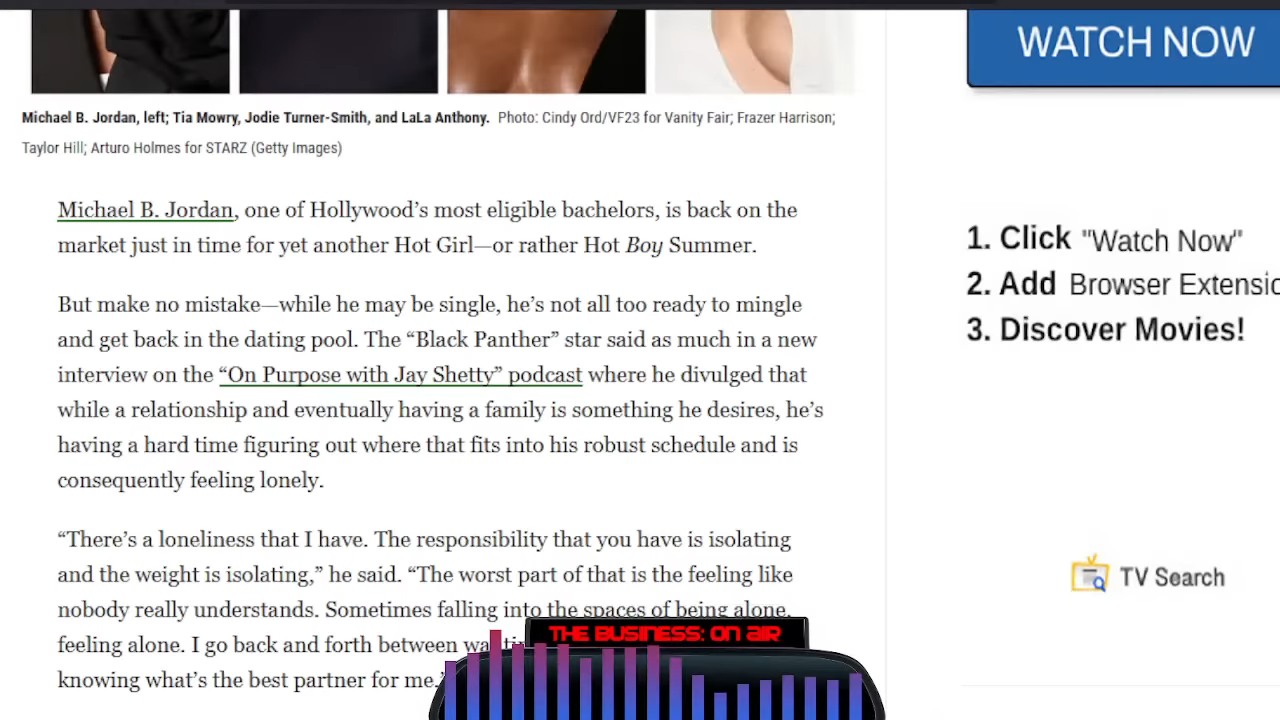 Michael B. Jordan, left; Tia Mowry, Jodie Turner-Smith, and LaLa Anthony. Photo: Cindy Ord/VF23 for Vanity Fair; Frazer Harrison;
Taylor Hill; Arturo Holmes for STARZ (Getty Images)
Michael B. Jordan, one of Hollywood’s most eligible bachelors, is back on the
market just in time for yet another Hot Girl—or rather Hot Boy Summer.
But make no mistake—while he may be single, he’s not all too ready to mingle
and get back in the dating pool. The “Black Panther” star said as much in a new
interview on the “On Purpose with Jay Shetty” podcast where he divulged that
while a relationship and eventually having a family is something he desires, he’s
having a hard time figuring out where that fits into his robust schedule and is
consequently feeling lonely.
“There’s a loneliness that I have. The responsibility that you have is isolating
and the weight is isolating,” he said. “The worst part of that is the feeling like
nobody really understands. Sometimes falling into the spaces of being alone,
feeling alone. I go back and forth between
knowing what’s the best partner for me.
THE BUSINESS: ON AIR
WATCH NOW
1. Click "Watch Now"
2. Add Browser Extensio
3. Discover Movies!
TV Search